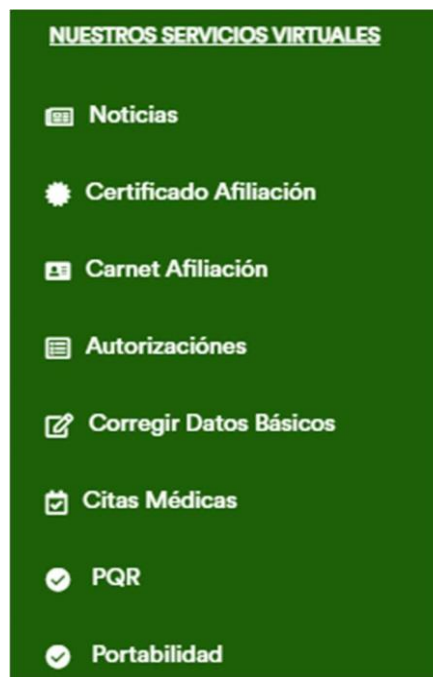 NUESTROS SERVICIOS VIRTUALES
Noticias
Certificado Afiliación
Carnet Afiliación
Autorizaciónes
Corregir Datos Básicos
Citas Médicas
PQR
Portabilidad